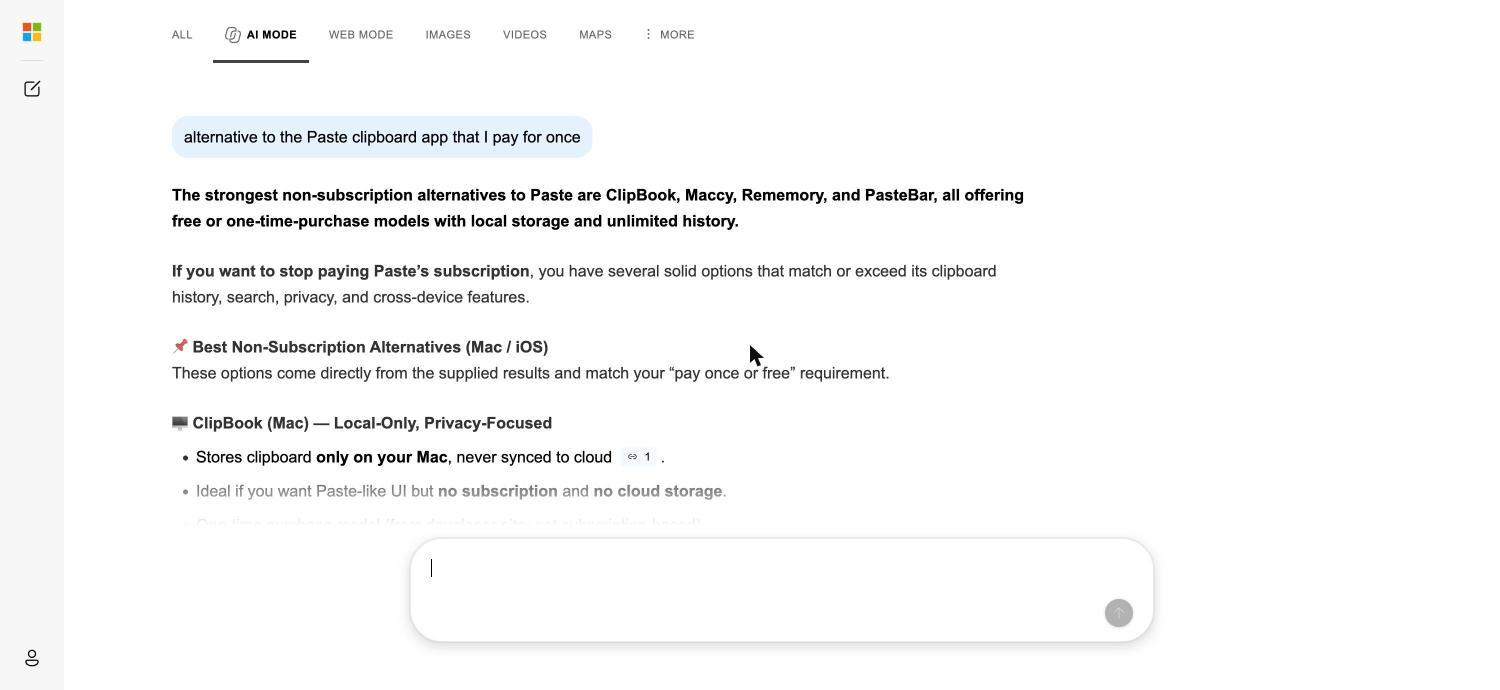 ALL AI MODE WEB MODE IMAGES VIDEOS MAPS MORE
alternative to the Paste clipboard app that I pay for once
The strongest non-subscription alternatives to Paste are ClipBook, Maccy, Rememory, and PasteBar, all offering
free or one-time-purchase models with local storage and unlimited history.
If you want to stop paying Paste’s subscription, you have several solid options that match or exceed its clipboard
history, search, privacy, and cross-device features.
📌 Best Non-Subscription Alternatives (Mac / iOS)
These options come directly from the supplied results and match your “pay once or free” requirement.
🖥️ ClipBook (Mac) — Local-Only, Privacy-Focused
• Stores clipboard only on your Mac, never synced to cloud 1 .
• Ideal if you want Paste-like UI but no subscription and no cloud storage.